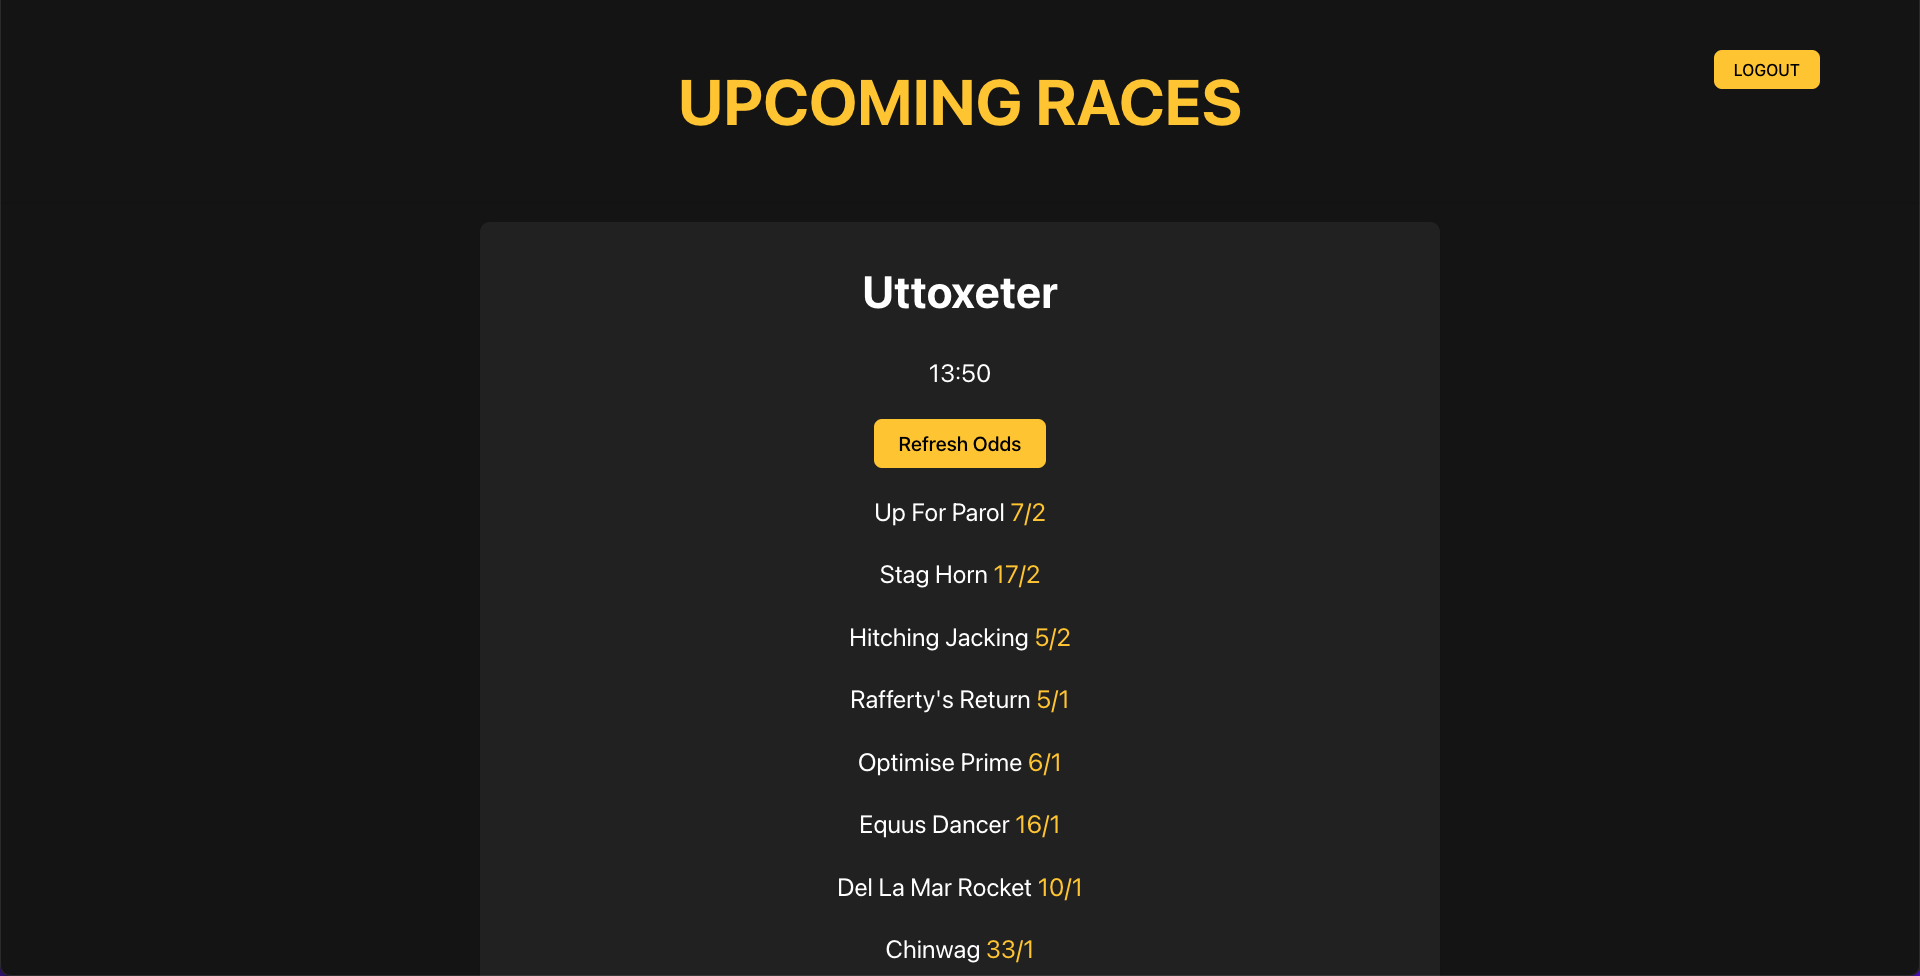 LOGOUT
UPCOMING RACES
Uttoxeter
13:50
Refresh Odds
Up For Parol 7/2
Stag Horn 17/2
Hitching Jacking 5/2
Rafferty's Return 5/1
Optimise Prime 6/1
Equus Dancer 16/1
Del La Mar Rocket 10/1
Chinwag 33/1